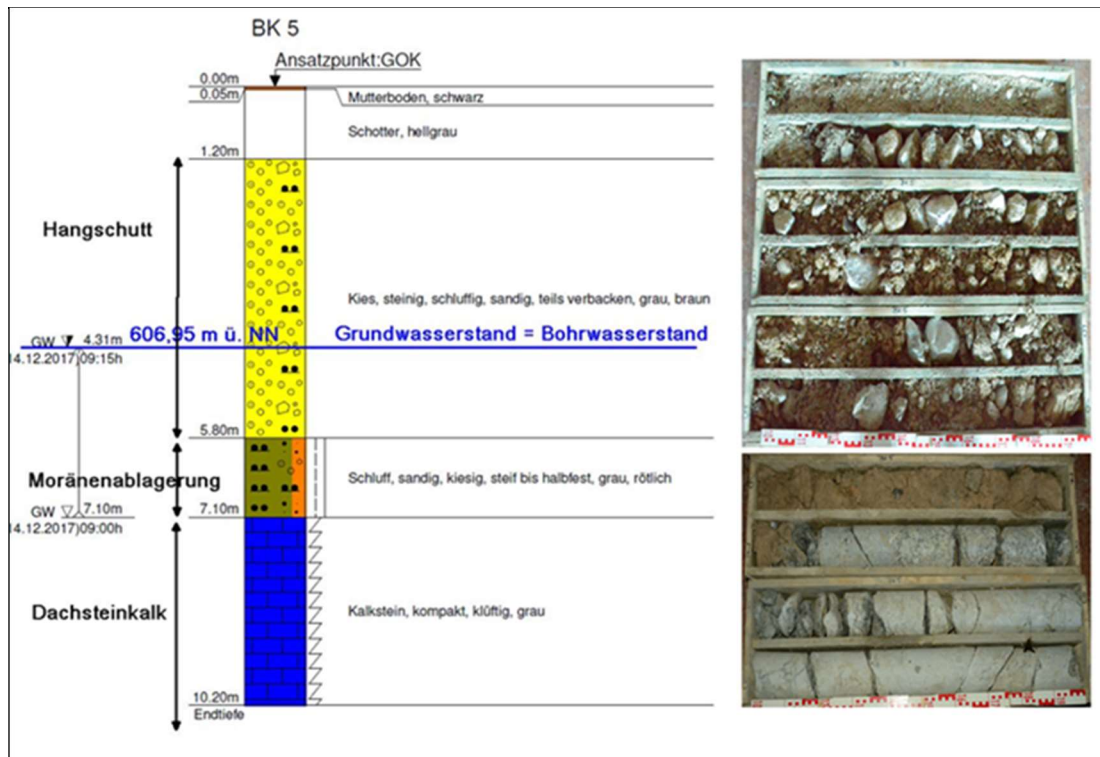 BK 5
Ansatzpunkt:GOK
0.00m
0.05m
Mutterboden, schwarz
Schotter, hellgrau
1.20m
Hangschutt
Kies, steinig, schluffig, sandig, teils verbacken, grau, braun
GW 4.31m
606,95 m ü. NN Grundwasserstand = Bohrwasserstand
14.12.2017)09:15h
5.80m
Moränenablagerung
Schluff, sandig, kiesig, steif bis halbfest, grau, rötlich
7.10m
GW 7.10m
14.12.2017)09:00h
Dachsteinkalk
Kalkstein, kompakt, klüftig, grau
10.20m
Endtiefe